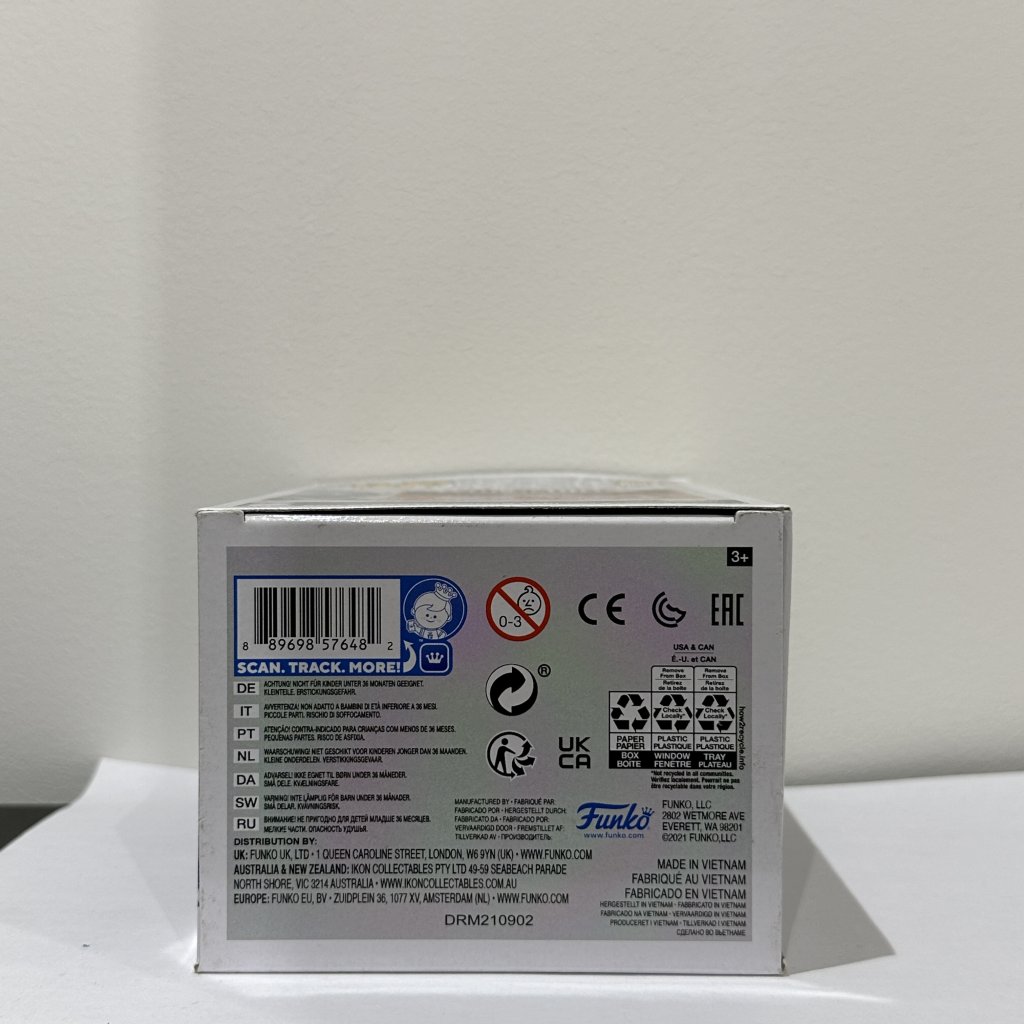 3+
8 89698 57648 2
SCAN. TRACK. MORE!
0-3
CE
EAC
®
UK
CA
USA & CAN
É.-U. et CAN
Remove From Box
Retirez de la boîte
Remove From Box
Retirez de la boîte
Check Locally*
Check Locally*
PAPER
PAPIER
PLASTIC
PLASTIQUE
PLASTIC
PLASTIQUE
BOX
BOITE
WINDOW
FENETRE
TRAY
PLATEAU
how2recycle.info
*Not recycled in all communities.
Vérifiez localement. Pourrait ne pas
être recyclé dans votre région.
DE ACHTUNG! NICHT FÜR KINDER UNTER 36 MONATEN GEEIGNET.
KLEINTEILE. ERSTICKUNGSGEFAHR.
IT AVVERTENZA! NON ADATTO A BAMBINI DI ETÀ INFERIORE A 36 MESI.
PICCOLE PARTI. RISCHIO DI SOFFOCAMENTO.
PT ATENÇÃO! CONTRA-INDICADO PARA CRIANÇAS COM MENOS DE 36 MESES.
PEQUENAS PARTES. RISCO DE ASFIXIA.
NL WAARSCHUWING! NIET GESCHIKT VOOR KINDEREN JONGER DAN 36 MAANDEN.
KLEINE ONDERDELEN. VERSTIKKINGSGEVAAR.
DA ADVARSEL! IKKE EGNET TIL BØRN UNDER 36 MÅNEDER.
SMÅ DELE. KVÆLNINGSFARE.
SW VARNING! INTE LÄMPLIG FÖR BARN UNDER 36 MÅNADER.
SMÅ DELAR. KVÄVNINGSRISK.
RU ВНИМАНИЕ! НЕ ПРИГОДНО ДЛЯ ДЕТЕЙ МЛАДШЕ 36 МЕСЯЦЕВ.
МЕЛКИЕ ЧАСТИ. ОПАСНОСТЬ УДУШЬЯ.
DISTRIBUTION BY:
UK: FUNKO UK, LTD • 1 QUEEN CAROLINE STREET, LONDON, W6 9YN (UK) • WWW.FUNKO.COM
AUSTRALIA & NEW ZEALAND: IKON COLLECTABLES PTY LTD 49-59 SEABEACH PARADE
NORTH SHORE, VIC 3214 AUSTRALIA • WWW.IKONCOLLECTABLES.COM.AU
EUROPE: FUNKO EU, BV • ZUIDPLEIN 36, 1077 XV, AMSTERDAM (NL) • WWW.FUNKO.COM
DRM210902
MANUFACTURED BY • FABRIQUÉ PAR:
FABRICADO POR • HERGESTELLT DURCH:
FABBRICATO DA • FABRICADO POR:
VERVAARDIGD DOOR • FREMSTILLET AF:
TILLVERKAD AV • ПРОИЗВОДИТЕЛЬ:
Funko
www.funko.com
FUNKO, LLC
2802 WETMORE AVE
EVERETT, WA 98201
©2021 FUNKO, LLC
MADE IN VIETNAM
FABRIQUÉ AU VIETNAM
FABRICADO EN VIETNAM
HERGESTELLT IN VIETNAM • FABBRICATO IN VIETNAM
FABRICADO NA VIETNAM • VERVAARDIGD IN VIETNAM
PRODUCERET I VIETNAM • TILLVERKAD I VIETNAM
СДЕЛАНО ВО ВЬЕТНАМЕ